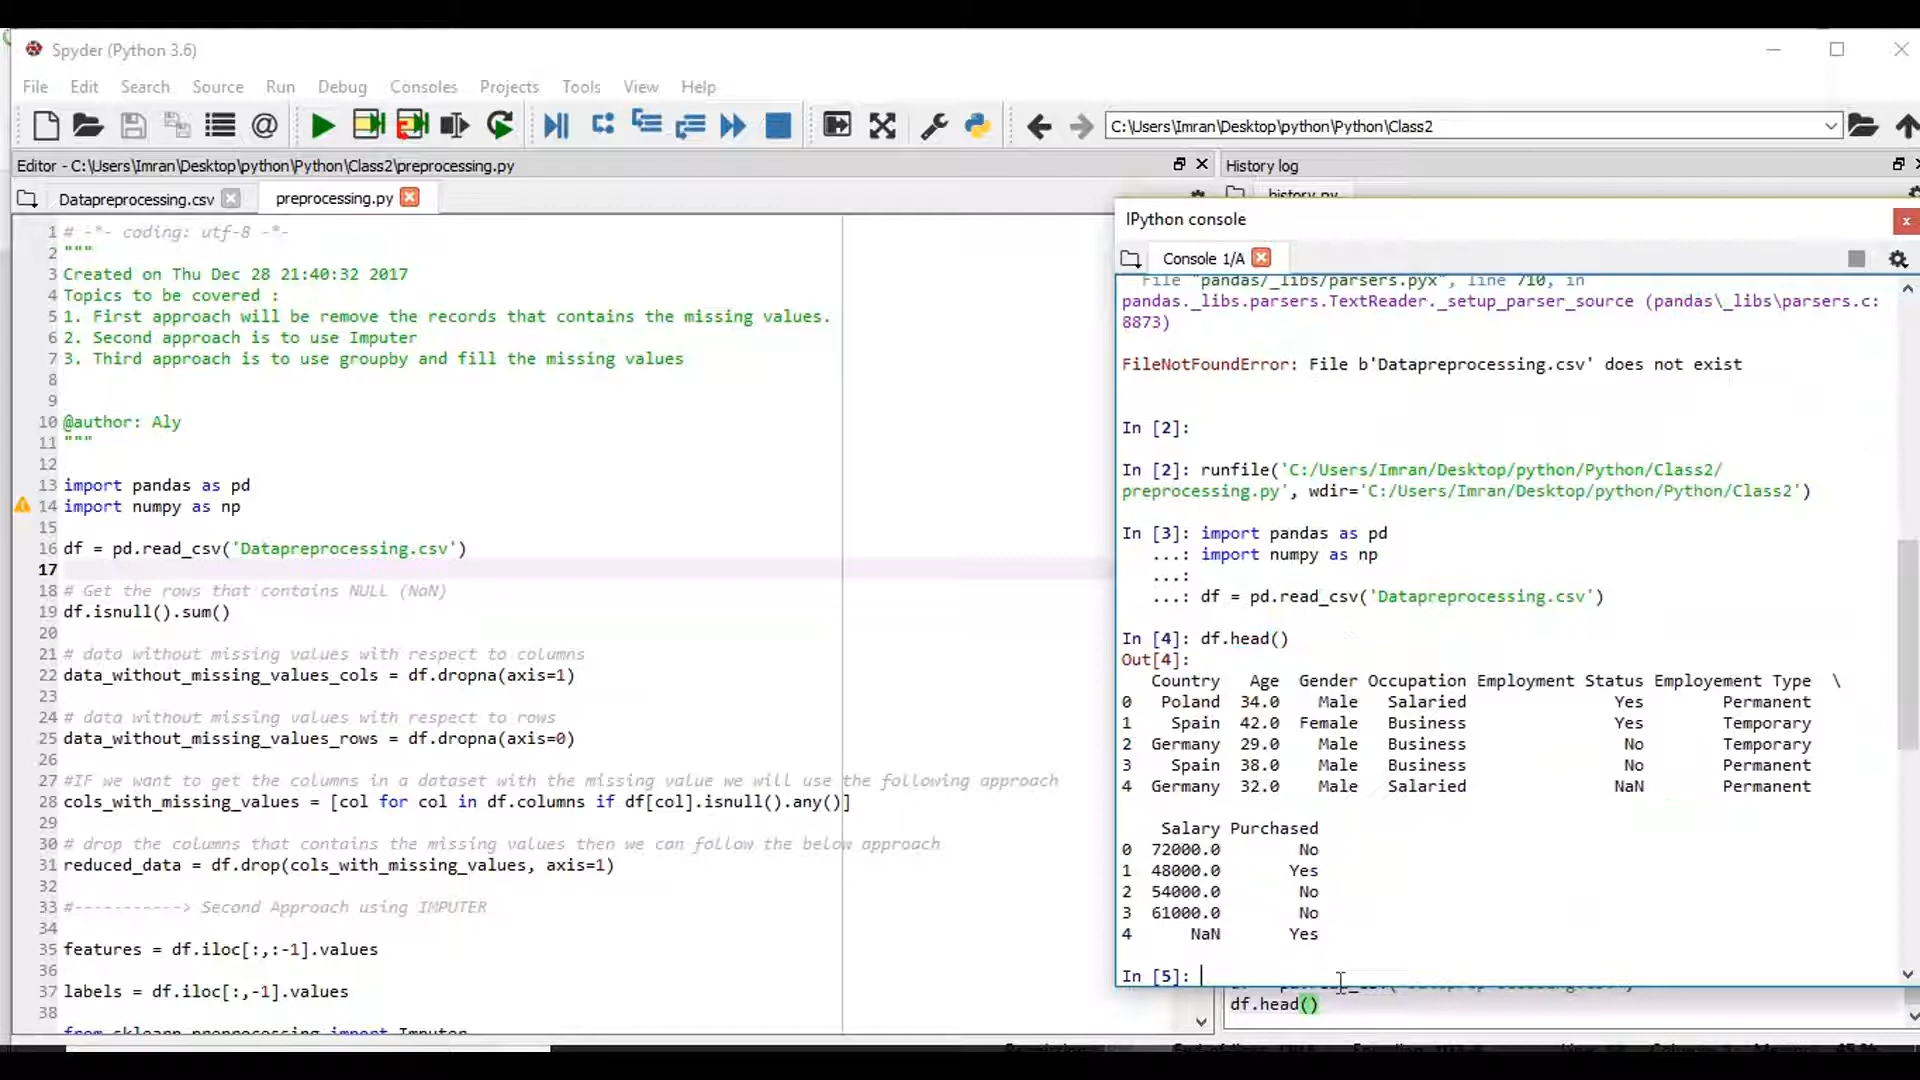 Spyder (Python 3.6)
File Edit Search Source Run Debug Consoles Projects Tools View Help
C:\Users\Imran\Desktop\python\Python\Class2
Editor - C:\Users\Imran\Desktop\python\Python\Class2\preprocessing.py
Datapreprocessing.csv preprocessing.py
1 # -*- coding: utf-8 -*-
2 """
3 Created on Thu Dec 28 21:40:32 2017
4 Topics to be covered :
5 1. First approach will be remove the records that contains the missing values.
6 2. Second approach is to use Imputer
7 3. Third approach is to use groupby and fill the missing values
8
9
10 @author: Aly
11 """
12
13 import pandas as pd
14 import numpy as np
15
16 df = pd.read_csv('Datapreprocessing.csv')
17
18 # Get the rows that contains NULL (NaN)
19 df.isnull().sum()
20
21 # data without missing values with respect to columns
22 data_without_missing_values_cols = df.dropna(axis=1)
23
24 # data without missing values with respect to rows
25 data_without_missing_values_rows = df.dropna(axis=0)
26
27 #IF we want to get the columns in a dataset with the missing value we will use the following approach
28 cols_with_missing_values = [col for col in df.columns if df[col].isnull().any()]
29
30 # drop the columns that contains the missing values then we can follow the below approach
31 reduced_data = df.drop(cols_with_missing_values, axis=1)
32
33 #-----------> Second Approach using IMPUTER
34
35 features = df.iloc[:,:-1].values
36
37 labels = df.iloc[:,-1].values
38
from sklearn.preprocessing import Imputer
History log
history.py
IPython console
Console 1/A
File "pandas/_libs/parsers.pyx", line 710, in
pandas._libs.parsers.TextReader._setup_parser_source (pandas\_libs\parsers.c:
8873)
FileNotFoundError: File b'Datapreprocessing.csv' does not exist
In [2]:
In [2]: runfile('C:/Users/Imran/Desktop/python/Python/Class2/
preprocessing.py', wdir='C:/Users/Imran/Desktop/python/Python/Class2')
In [3]: import pandas as pd
...: import numpy as np
...:
...: df = pd.read_csv('Datapreprocessing.csv')
In [4]: df.head()
Out[4]:
Country Age Gender Occupation Employment Status Employement Type \
0 Poland 34.0 Male Salaried Yes Permanent
1 Spain 42.0 Female Business Yes Temporary
2 Germany 29.0 Male Business No Temporary
3 Spain 38.0 Male Business No Permanent
4 Germany 32.0 Male Salaried NaN Permanent
Salary Purchased
0 72000.0 No
1 48000.0 Yes
2 54000.0 No
3 61000.0 No
4 NaN Yes
In [5]:
df.head()